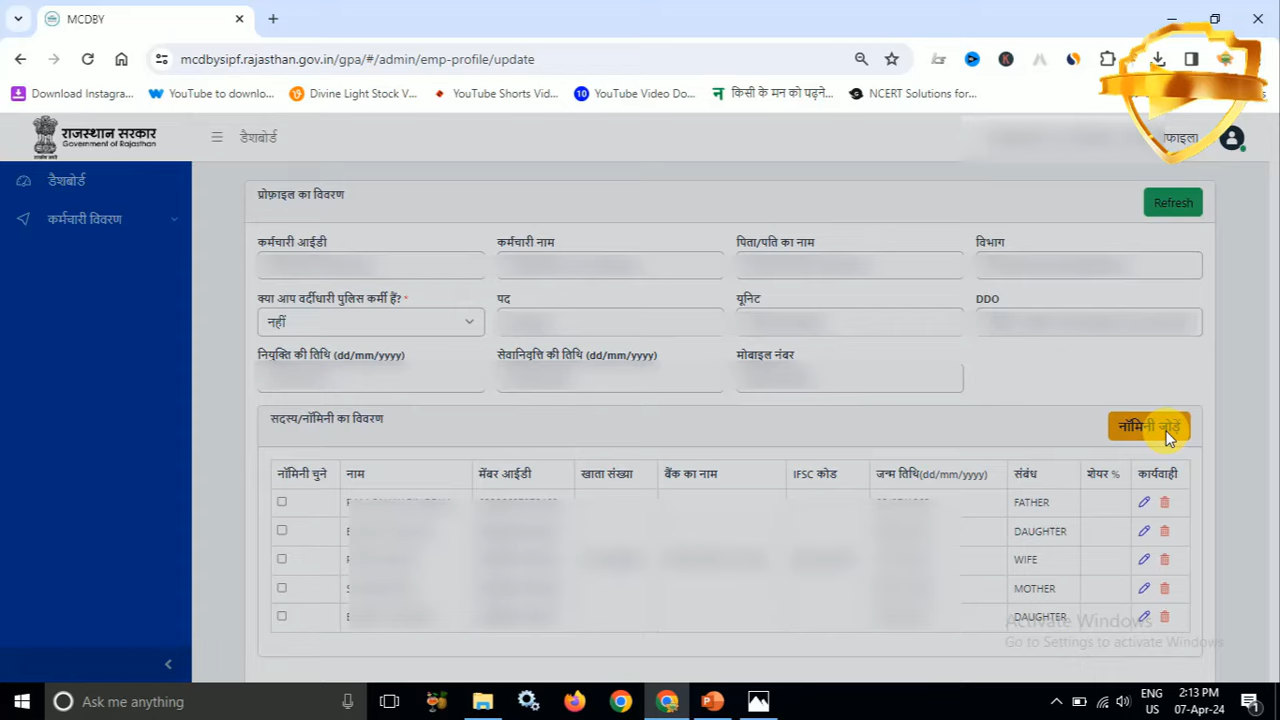 MCDBY
mcdbysipf.rajasthan.gov.in/gpa/#/admin/emp-profile/update
Download Instagra... YouTube to downlo... Divine Light Stock V... YouTube Shorts Vid... YouTube Video Do... किसी के मन को पढ़ने... NCERT Solutions for...
राजस्थान सरकार
Government of Rajasthan
डैशबोर्ड
डैशबोर्ड
कर्मचारी विवरण
प्रोफ़ाइल का विवरण
Refresh
कर्मचारी आईडी कर्मचारी नाम पिता/पति का नाम विभाग
क्या आप वर्दीधारी पुलिस कर्मी हैं? * पद यूनिट DDO
नहीं
नियुक्ति की तिथि (dd/mm/yyyy) सेवानिवृत्ति की तिथि (dd/mm/yyyy) मोबाइल नंबर
सदस्य/नॉमिनी का विवरण
नॉमिनी जोड़ें
नॉमिनी चुने नाम मेंबर आईडी खाता संख्या बैंक का नाम IFSC कोड जन्म तिथि(dd/mm/yyyy) संबंध शेयर % कार्यवाही
FATHER
DAUGHTER
WIFE
MOTHER
DAUGHTER
Activate Windows
Go to Settings to activate Windows
Ask me anything
ENG 2:13 PM
US 07-Apr-24